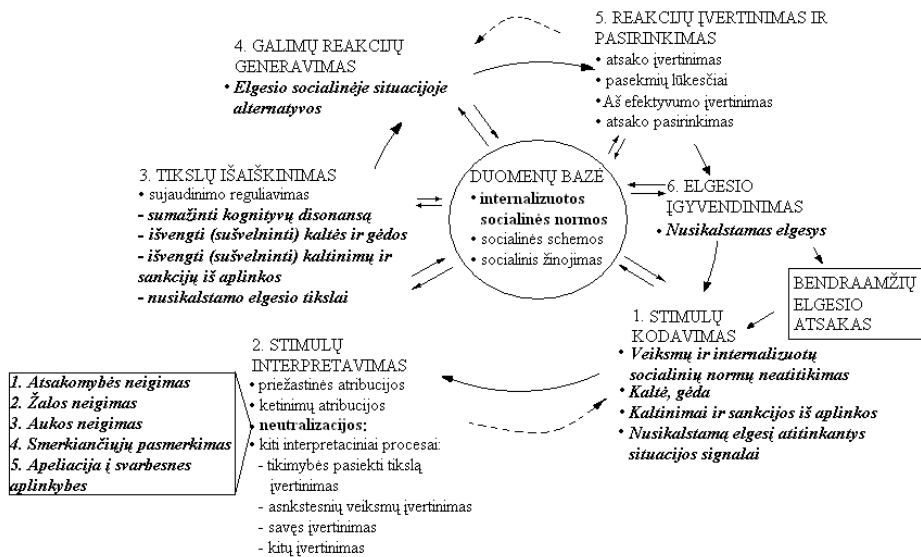 4. GALIMŲ REAKCIJŲ
GENERAVIMAS
• Elgesio socialinėje situacijoje
alternatyvos
5. REAKCIJŲ ĮVERTINIMAS IR
PASIRINKIMAS
• atsako įvertinimas
• pasekmių lūkesčiai
• Aš efektyvumo įvertinimas
• atsako pasirinkimas
3. TIKSLŲ IŠAIŠKINIMAS
• sujaudinimo reguliavimas
- sumažinti kognityvų disonansą
- išvengti (sušvelninti) kaltės ir gėdos
- išvengti (sušvelninti) kaltinimų ir
sankcijų iš aplinkos
- nusikalstamo elgesio tikslai
DUOMENŲ BAZĖ
• internalizuotos
socialinės normos
• socialinės schemos
• socialinis žinojimas
6. ELGESIO
ĮGYVENDINIMAS
• Nusikalstamas elgesys
BENDRAAMŽIŲ
ELGESIO
ATSAKAS
1. STIMULŲ
KODAVIMAS
• Veiksmų ir internalizuotų
socialinių normų neatitikimas
• Kaltė, gėda
• Kaltinimai ir sankcijos iš aplinkos
• Nusikalstamą elgesį atitinkantys
situacijos signalai
2. STIMULŲ
INTERPRETAVIMAS
• priežastinės atribucijos
• ketinimų atribucijos
• neutralizacijos:
• kiti interpretaciniai procesai:
- tikimybės pasiekti tikslą
įvertinimas
- asnkstesnių veiksmų įvertinimas
- savęs įvertinimas
- kitų įvertinimas
1. Atsakomybės neigimas
2. Žalos neigimas
3. Aukos neigimas
4. Smerkiančiųjų pasmerkimas
5. Apeliacija į svarbesnes
aplinkybes